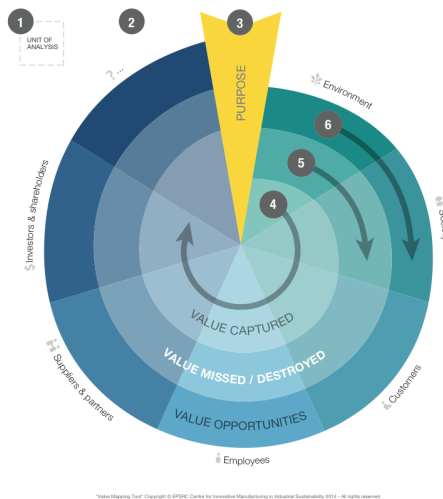 1
2
3
UNIT OF
ANALYSIS
? ...
PURPOSE
Environment
6
5
4
Society
Investors & shareholders
$
VALUE CAPTURED
VALUE MISSED / DESTROYED
VALUE OPPORTUNITIES
Suppliers & partners
Customers
Employees
"Value Mapping Tool" Copyright © EPSRC Centre for Innovative Manufacturing in Industrial Sustainability 2014 - All rights reserved